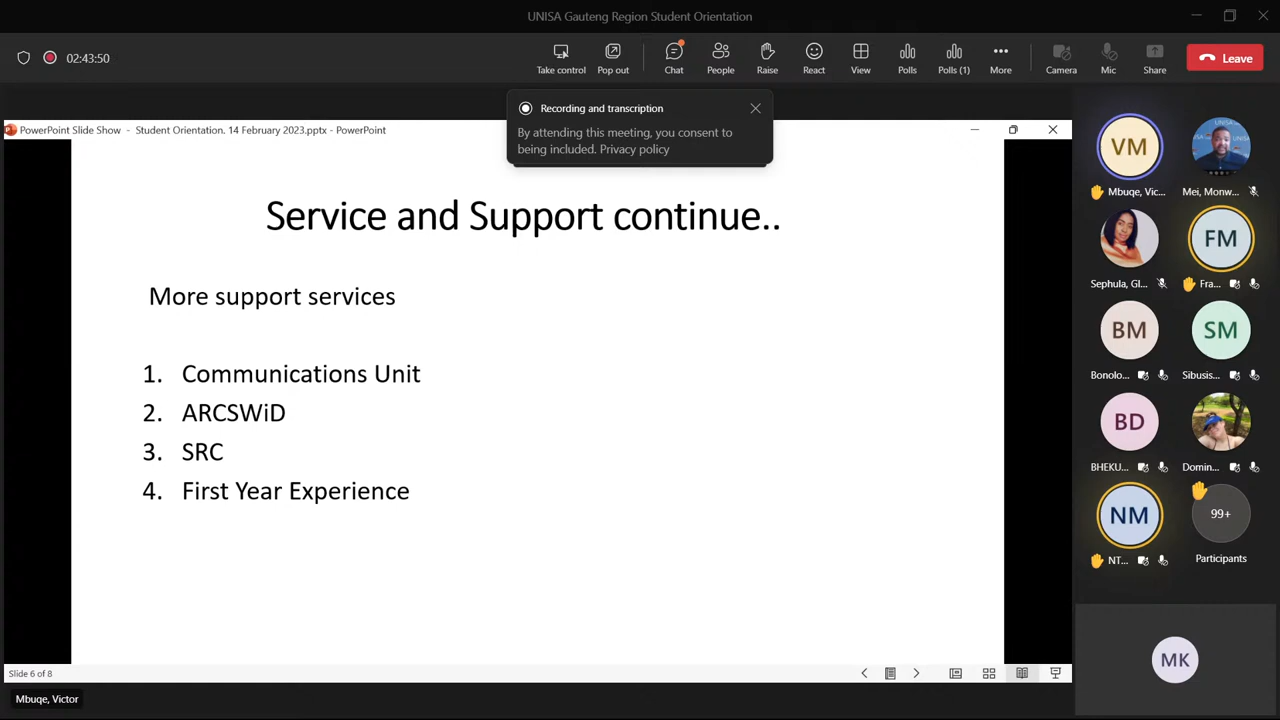 UNISA Gauteng Region Student Orientation
02:43:50
Take control
Pop out
Chat
People
Raise
React
View
Polls
Polls (1)
More
Camera
Mic
Share
Leave
Recording and transcription
By attending this meeting, you consent to
being included. Privacy policy
PowerPoint Slide Show - Student Orientation. 14 February 2023.pptx - PowerPoint
Service and Support continue..
More support services
1. Communications Unit
2. ARCSWiD
3. SRC
4. First Year Experience
Slide 6 of 8
Mbuqe, Victor
VM
Mbuqe, Vic...
UNISA
Mei, Monw...
Sephula, Gl...
FM
Fra...
BM
Bonolo...
SM
Sibusis...
BD
BHEKU...
Domin...
NM
NT...
99+
Participants
MK